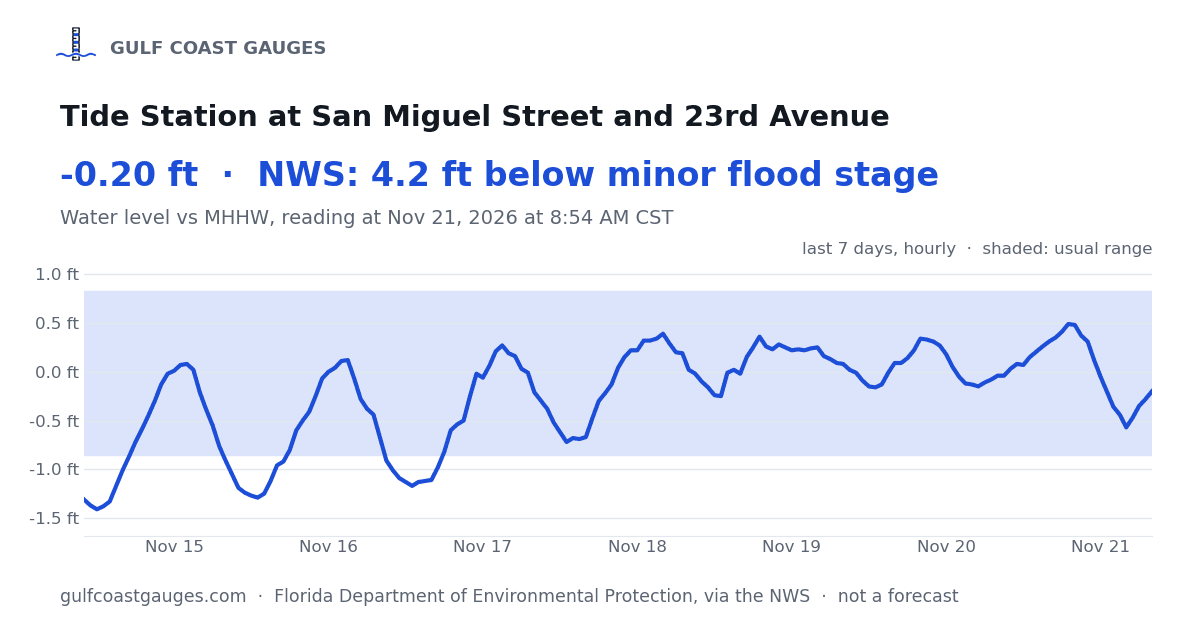 GULF COAST GAUGES
Tide Station at San Miguel Street and 23rd Avenue
-0.20 ft · NWS: 4.2 ft below minor flood stage
Water level vs MHHW, reading at Nov 21, 2026 at 8:54 AM CST
last 7 days, hourly · shaded: usual range
1.0 ft
0.5 ft
0.0 ft
-0.5 ft
-1.0 ft
-1.5 ft
Nov 15 Nov 16 Nov 17 Nov 18 Nov 19 Nov 20 Nov 21
gulfcoastgauges.com · Florida Department of Environmental Protection, via the NWS · not a forecast